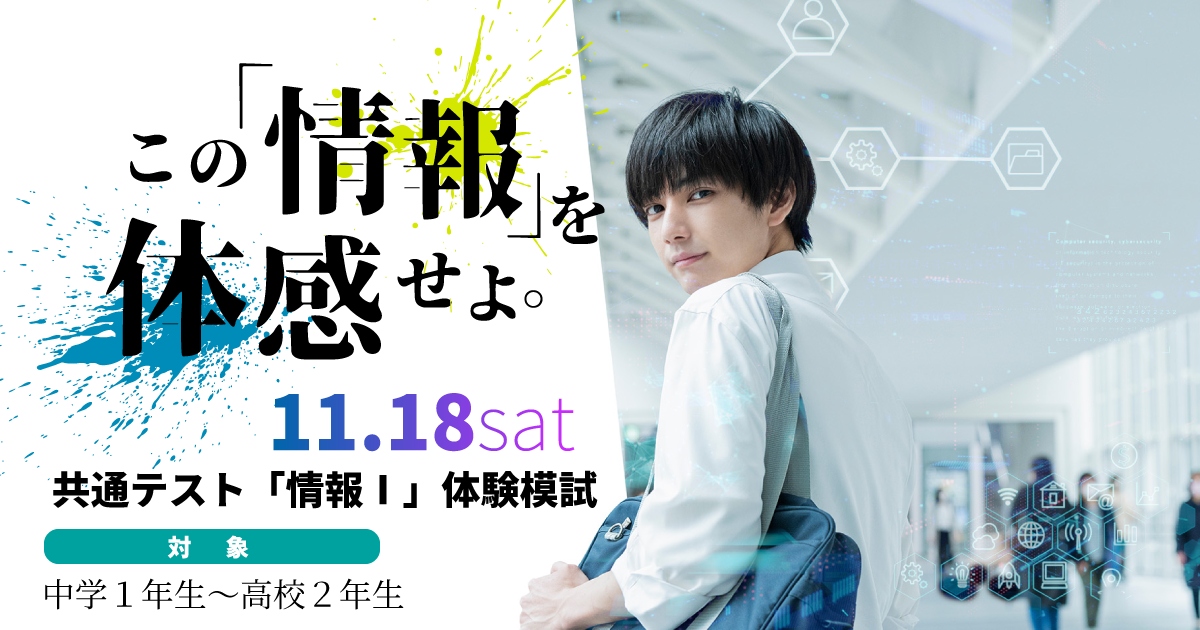 この「情報」を
体感せよ。
11.18sat
共通テスト「情報Ⅰ」体験模試
対象
中学１年生～高校２年生